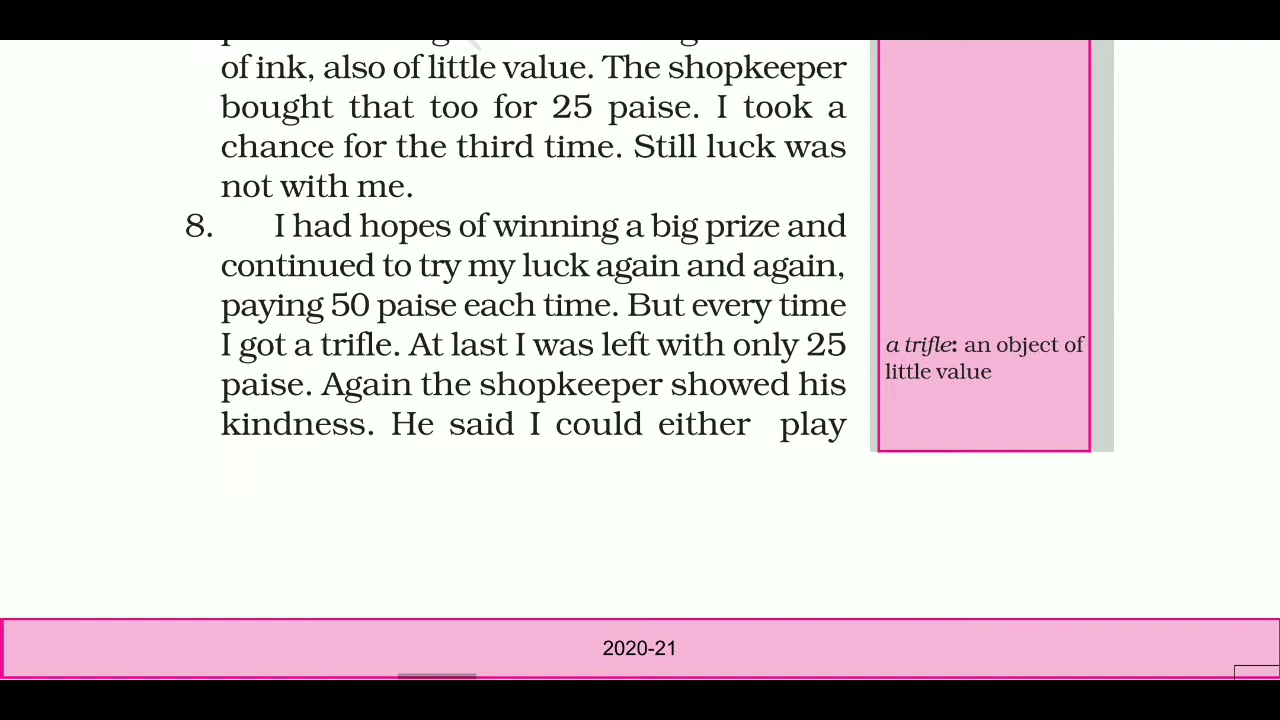 of ink, also of little value. The shopkeeper
bought that too for 25 paise. I took a
chance for the third time. Still luck was
not with me.
8. I had hopes of winning a big prize and
continued to try my luck again and again,
paying 50 paise each time. But every time
I got a trifle. At last I was left with only 25
paise. Again the shopkeeper showed his
kindness. He said I could either play
a trifle: an object of
little value
2020-21